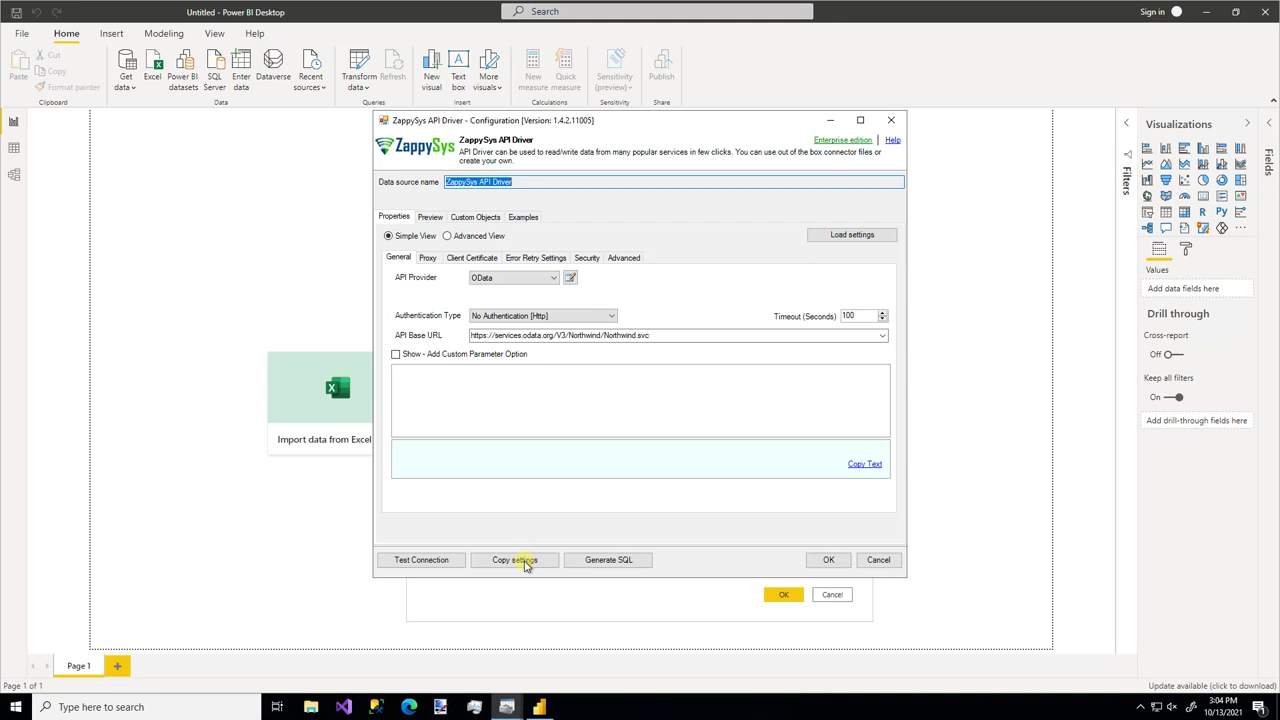 Untitled - Power BI Desktop
Search
Sign in
File
Home
Insert
Modeling
View
Help
Paste
Cut
Copy
Format painter
Clipboard
Get data
Excel
Power BI datasets
SQL Server
Enter data
Dataverse
Recent sources
Data
Transform data
Refresh
Queries
New visual
Text box
More visuals
Insert
New measure
Quick measure
Calculations
Sensitivity (preview)
Sensitivity
Publish
Share
ZappySys API Driver - Configuration [Version: 1.4.2.11005]
ZappySys
ZappySys API Driver
Enterprise edition
Help
API Driver can be used to read/write data from many popular services in few clicks. You can use out of the box connector files or
create your own.
Data source name
ZappySys API Driver
Properties
Preview
Custom Objects
Examples
Simple View
Advanced View
Load settings
General
Proxy
Client Certificate
Error Retry Settings
Security
Advanced
API Provider
OData
Authentication Type
No Authentication [Http]
Timeout (Seconds)
100
API Base URL
https://services.odata.org/V3/Northwind/Northwind.svc
Show - Add Custom Parameter Option
Copy Text
Test Connection
Copy settings
Generate SQL
OK
Cancel
OK
Cancel
Import data from Excel
Filters
Visualizations
Fields
R
Py
Values
Add data fields here
Drill through
Cross-report
Off
Keep all filters
On
Add drill-through fields here
Page 1
Page 1 of 1
Update available (click to download)
Type here to search
3:04 PM
10/13/2021
1